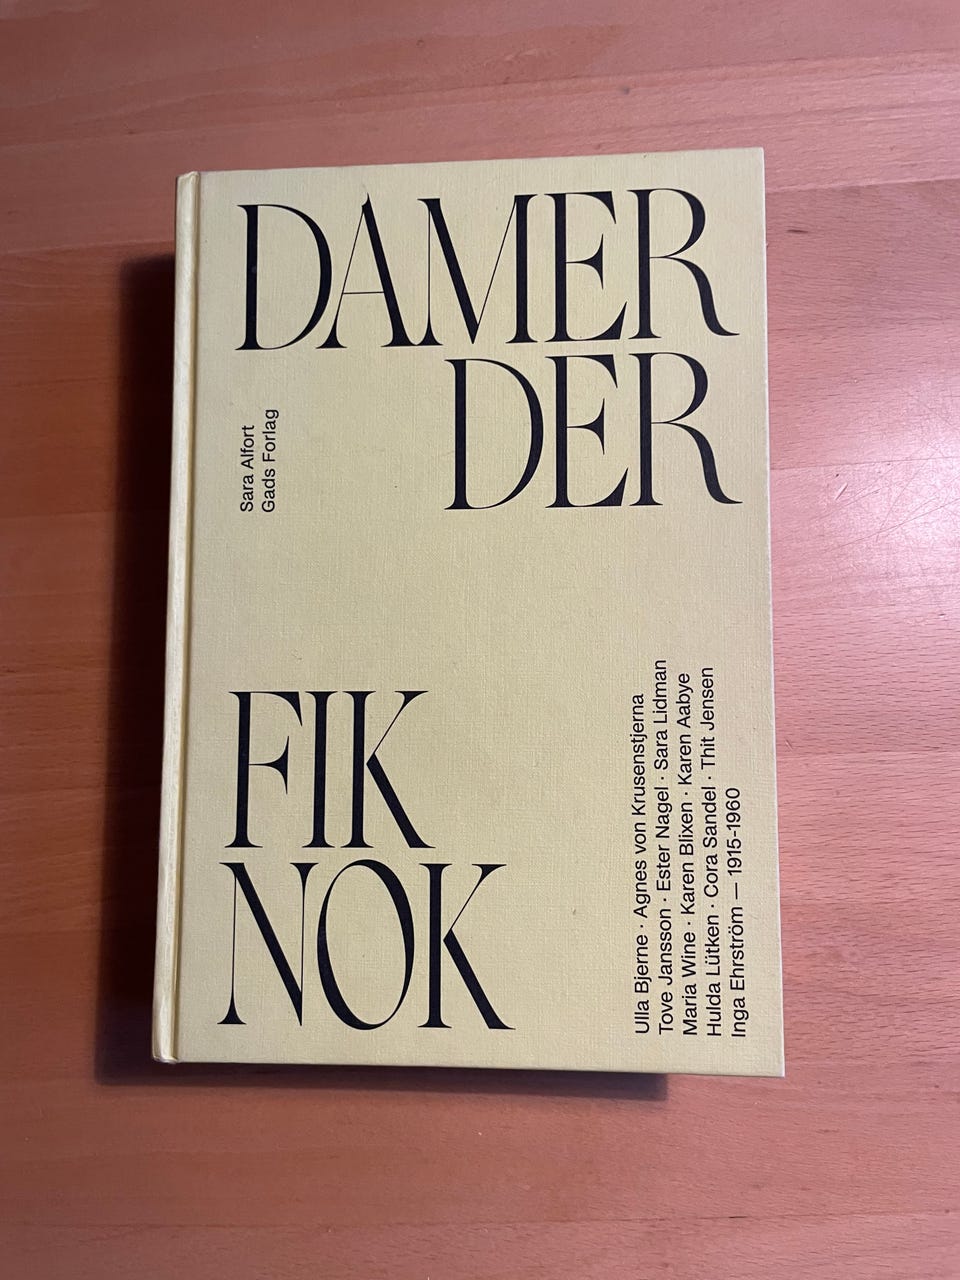 DAMER
DER
Sara Alfort
Gads Forlag
FIK
NOK
Ulla Bjerne · Agnes von Krusenstjerna
Tove Jansson · Ester Nagel · Sara Lidman
Maria Wine · Karen Blixen · Karen Aabye
Hulda Lütken · Cora Sandel · Thit Jensen
Inga Ehrström — 1915-1960